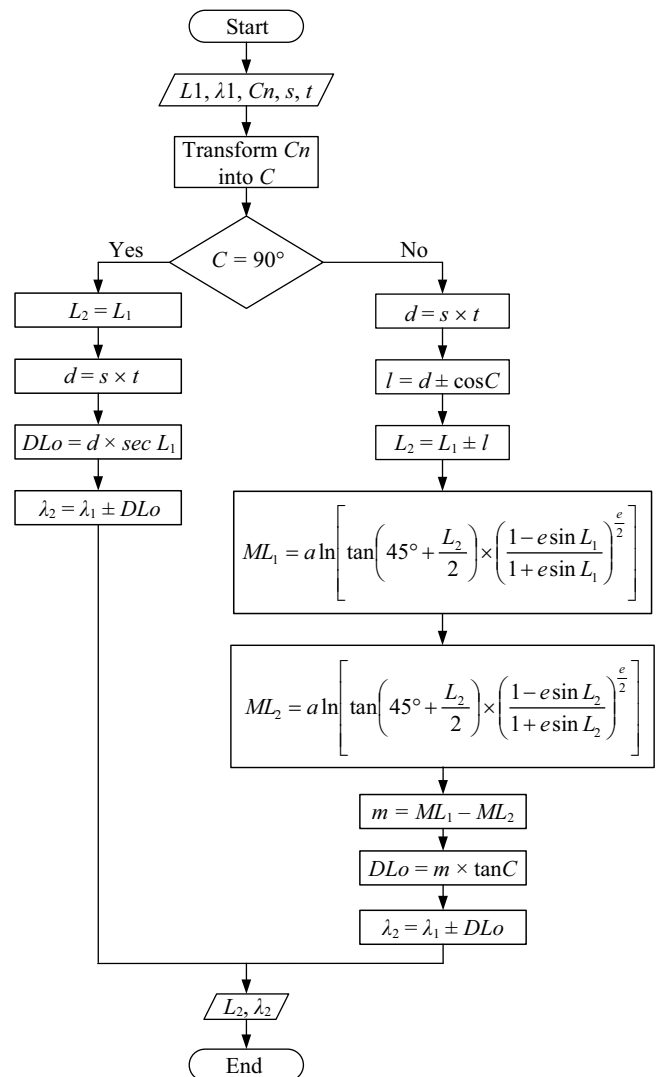 Start
L1, λ1, Cn, s, t
Transform Cn
into C
C = 90°
Yes
No
L₂ = L₁
d = s × t
DLo = d × sec L₁
λ₂ = λ₁ ± DLo
d = s × t
l = d ± cosC
L₂ = L₁ ± l
ML₁ = a ln[tan(45° + L₂/2) × ((1 − e sin L₁)/(1 + e sin L₁))^(e/2)]
ML₂ = a ln[tan(45° + L₂/2) × ((1 − e sin L₂)/(1 + e sin L₂))^(e/2)]
m = ML₁ – ML₂
DLo = m × tanC
λ₂ = λ₁ ± DLo
L₂, λ₂
End